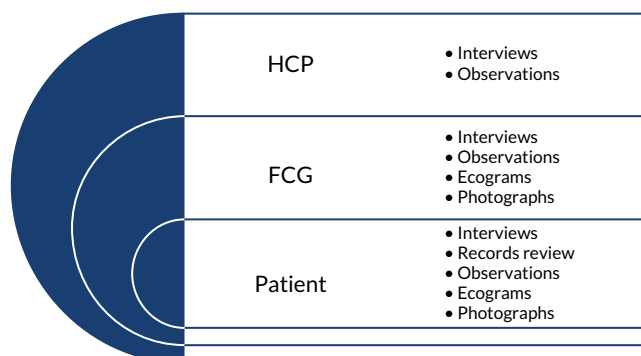 HCP
• Interviews
• Observations
FCG
• Interviews
• Observations
• Ecograms
• Photographs
Patient
• Interviews
• Records review
• Observations
• Ecograms
• Photographs